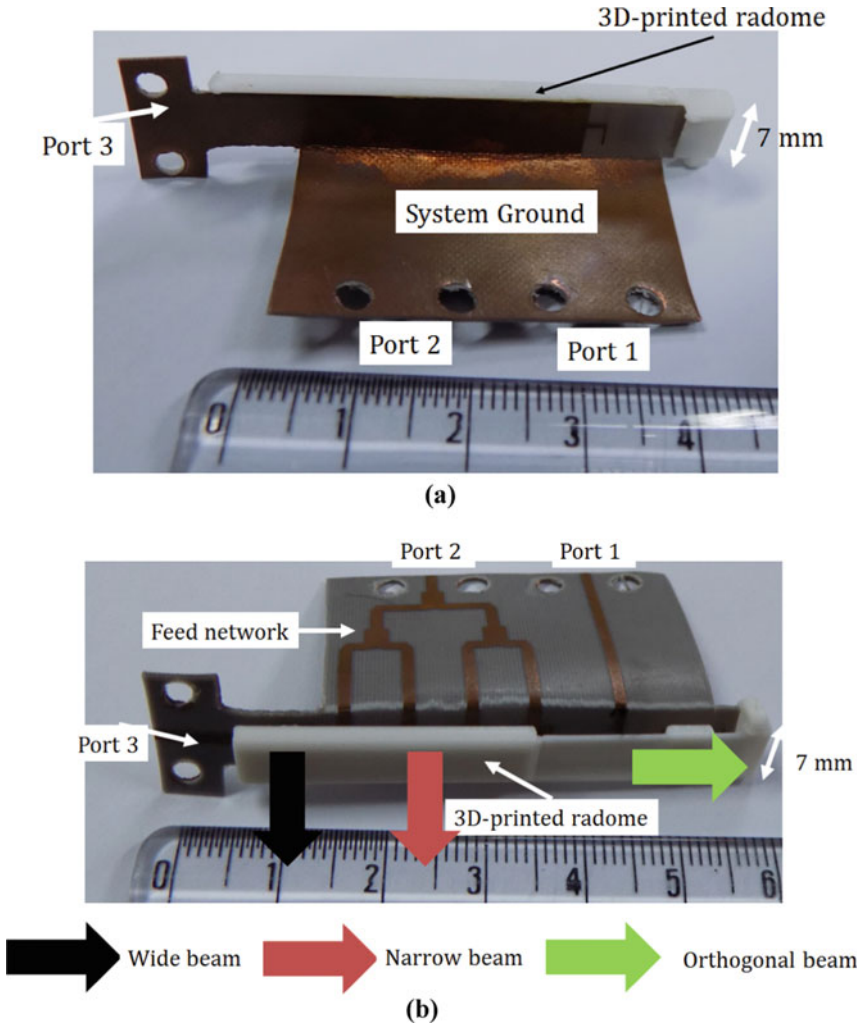 3D-printed radome
Port 3
7 mm
System Ground
Port 2
Port 1
0 1 2 3 4
(a)
Port 2
Port 1
Feed network
Port 3
7 mm
3D-printed radome
0 1 2 3 4 5 6
Wide beam
Narrow beam
Orthogonal beam
(b)